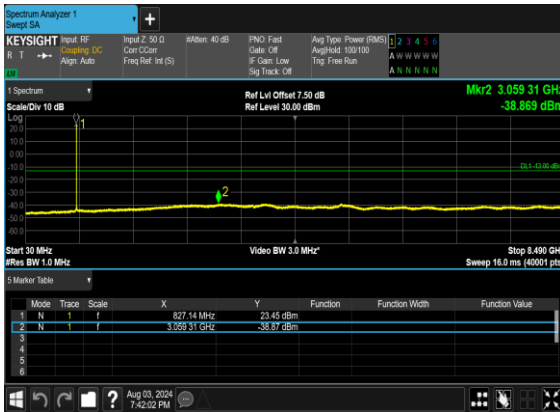 Spectrum Analyzer 1
Swept SA
+
KEYSIGHT
R T
Input: RF
Coupling: DC
Align: Auto
Input Z: 50 Ω
Corr CCorr
Freq Ref: Int (S)
#Atten: 40 dB
PNO: Fast
Gate: Off
IF Gain: Low
Sig Track: Off
Avg Type: Power (RMS)
Avg|Hold: 100/100
Trig: Free Run
1 2 3 4 5 6
A W W W W W
A N N N N N
1 Spectrum
Scale/Div 10 dB
Ref Lvl Offset 7.50 dB
Ref Level 30.00 dBm
Mkr2 3.059 31 GHz
-38.869 dBm
Log
20.0
10.0
0.00
-10.0
-20.0
-30.0
-40.0
-50.0
-60.0
1
2
DL1 -13.00 dBm
Start 30 MHz
#Res BW 1.0 MHz
Video BW 3.0 MHz*
Stop 8.490 GHz
Sweep 16.0 ms (40001 pts)
5 Marker Table
Mode Trace Scale X Y Function Function Width Function Value
1 N 1 f 827.14 MHz 23.45 dBm
2 N 1 f 3.059 31 GHz -38.87 dBm
3
4
5
6
?
Aug 03, 2024
7:42:02 PM